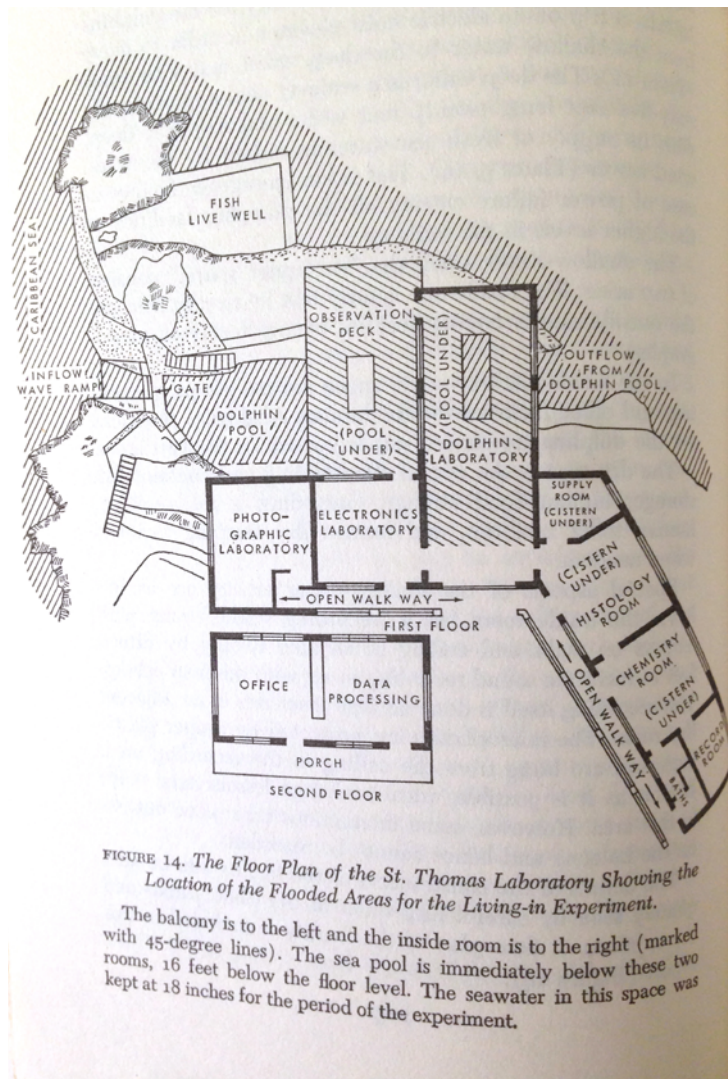 FISH
LIVE WELL
CARIBBEAN SEA
OBSERVATION
DECK
(POOL UNDER)
INFLOW
WAVE RAMP
GATE
DOLPHIN
POOL
OUTFLOW
FROM
DOLPHIN POOL
(POOL
UNDER)
DOLPHIN
LABORATORY
PHOTO-
GRAPHIC
LABORATORY
ELECTRONICS
LABORATORY
SUPPLY
ROOM
(CISTERN
UNDER)
(CISTERN
UNDER)
HISTOLOGY
ROOM
OPEN WALK WAY
FIRST FLOOR
CHEMISTRY
ROOM
(CISTERN
UNDER)
RECORD
ROOM
OPEN WALK WAY
BATHS
OFFICE
DATA
PROCESSING
PORCH
SECOND FLOOR
FIGURE 14. The Floor Plan of the St. Thomas Laboratory Showing the
Location of the Flooded Areas for the Living-in Experiment.
The balcony is to the left and the inside room is to the right (marked
with 45-degree lines). The sea pool is immediately below these two
rooms, 16 feet below the floor level. The seawater in this space was
kept at 18 inches for the period of the experiment.